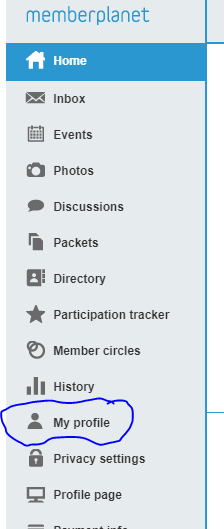 memberplanet
Home
Inbox
Events
Photos
Discussions
Packets
Directory
Participation tracker
Member circles
History
My profile
Privacy settings
Profile page